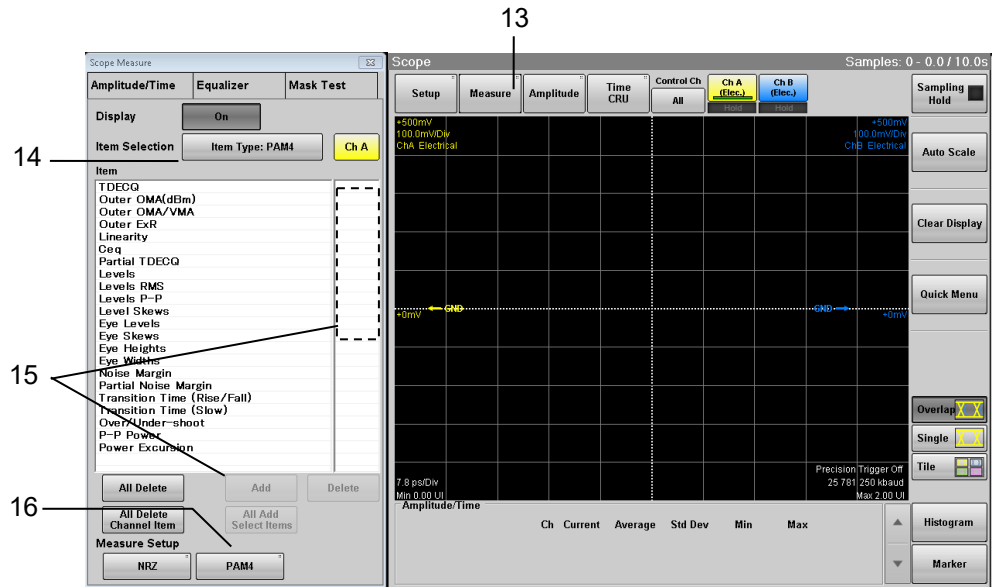 13
Scope Measure
Amplitude/Time Equalizer Mask Test
Display On
Item Selection Item Type: PAM4 Ch A
14
Item
TDECQ
Outer OMA(dBm)
Outer OMA/VMA
Outer ExR
Linearity
Ceq
Partial TDECQ
Levels
Levels RMS
Levels P-P
Level Skews
Eye Levels
Eye Skews
Eye Heights
Eye Widths
Noise Margin
Partial Noise Margin
Transition Time (Rise/Fall)
Transition Time (Slow)
Over/Under-shoot
P-P Power
Power Excursion
15
All Delete Add Delete
All Delete Channel Item
All Add Select Items
16
Measure Setup
NRZ PAM4
Scope Samples: 0 - 0.0 / 10.0s
Setup Measure Amplitude Time CRU
Control Ch All
Ch A (Elec.) Hold
Ch B (Elec.) Hold
Sampling Hold
+500mV
100.0mV/Div
ChA Electrical
+500mV
100.0mV/Div
ChB Electrical
Auto Scale
Clear Display
Quick Menu
GND
+0mV
GND
+0mV
Overlap
Single
Tile
7.8 ps/Div
Min 0.00 UI
Precision Trigger Off
25 781 250 kbaud
Max 2.00 UI
Amplitude/Time
Ch Current Average Std Dev Min Max
Histogram
Marker